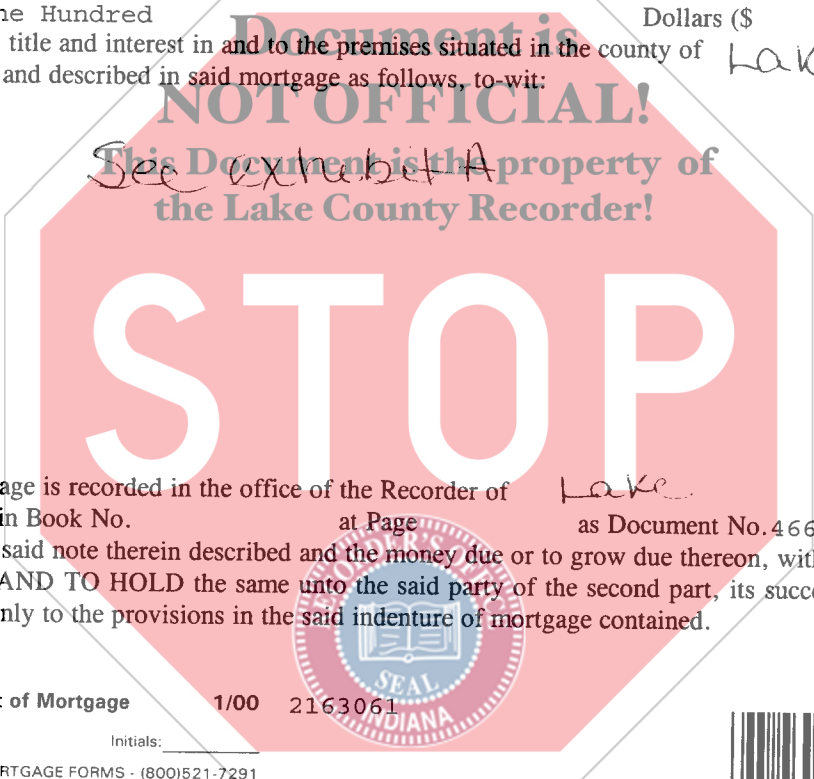 ne Hundred Dollars ($
Document is
title and interest in and to the premises situated in the county of Lak
and described in said mortgage as follows, to-wit:
NOT OFFICIAL!
See exhibit A
This Document is the property of
the Lake County Recorder!
STOP
age is recorded in the office of the Recorder of Lake
in Book No. at Page as Document No. 466
said note therein described and the money due or to grow due thereon, with
AND TO HOLD the same unto the said party of the second part, its succe
nly to the provisions in the said indenture of mortgage contained.
SEAL
INDIANA
t of Mortgage 1/00 2163061
Initials:
RTGAGE FORMS - (800)521-7291